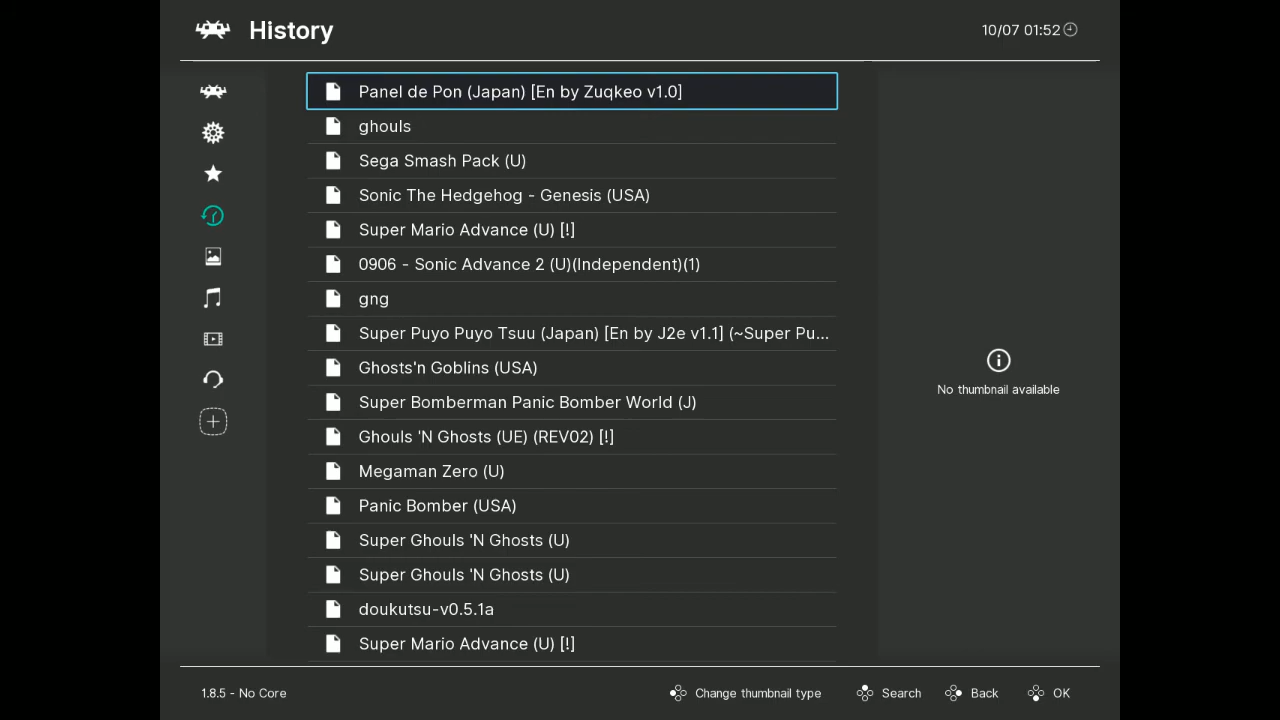 History
10/07 01:52
Panel de Pon (Japan) [En by Zuqkeo v1.0]
ghouls
Sega Smash Pack (U)
Sonic The Hedgehog - Genesis (USA)
Super Mario Advance (U) [!]
0906 - Sonic Advance 2 (U)(Independent)(1)
gng
Super Puyo Puyo Tsuu (Japan) [En by J2e v1.1] (~Super Pu...
Ghosts'n Goblins (USA)
Super Bomberman Panic Bomber World (J)
Ghouls 'N Ghosts (UE) (REV02) [!]
Megaman Zero (U)
Panic Bomber (USA)
Super Ghouls 'N Ghosts (U)
Super Ghouls 'N Ghosts (U)
doukutsu-v0.5.1a
Super Mario Advance (U) [!]
No thumbnail available
1.8.5 - No Core
Change thumbnail type
Search
Back
OK